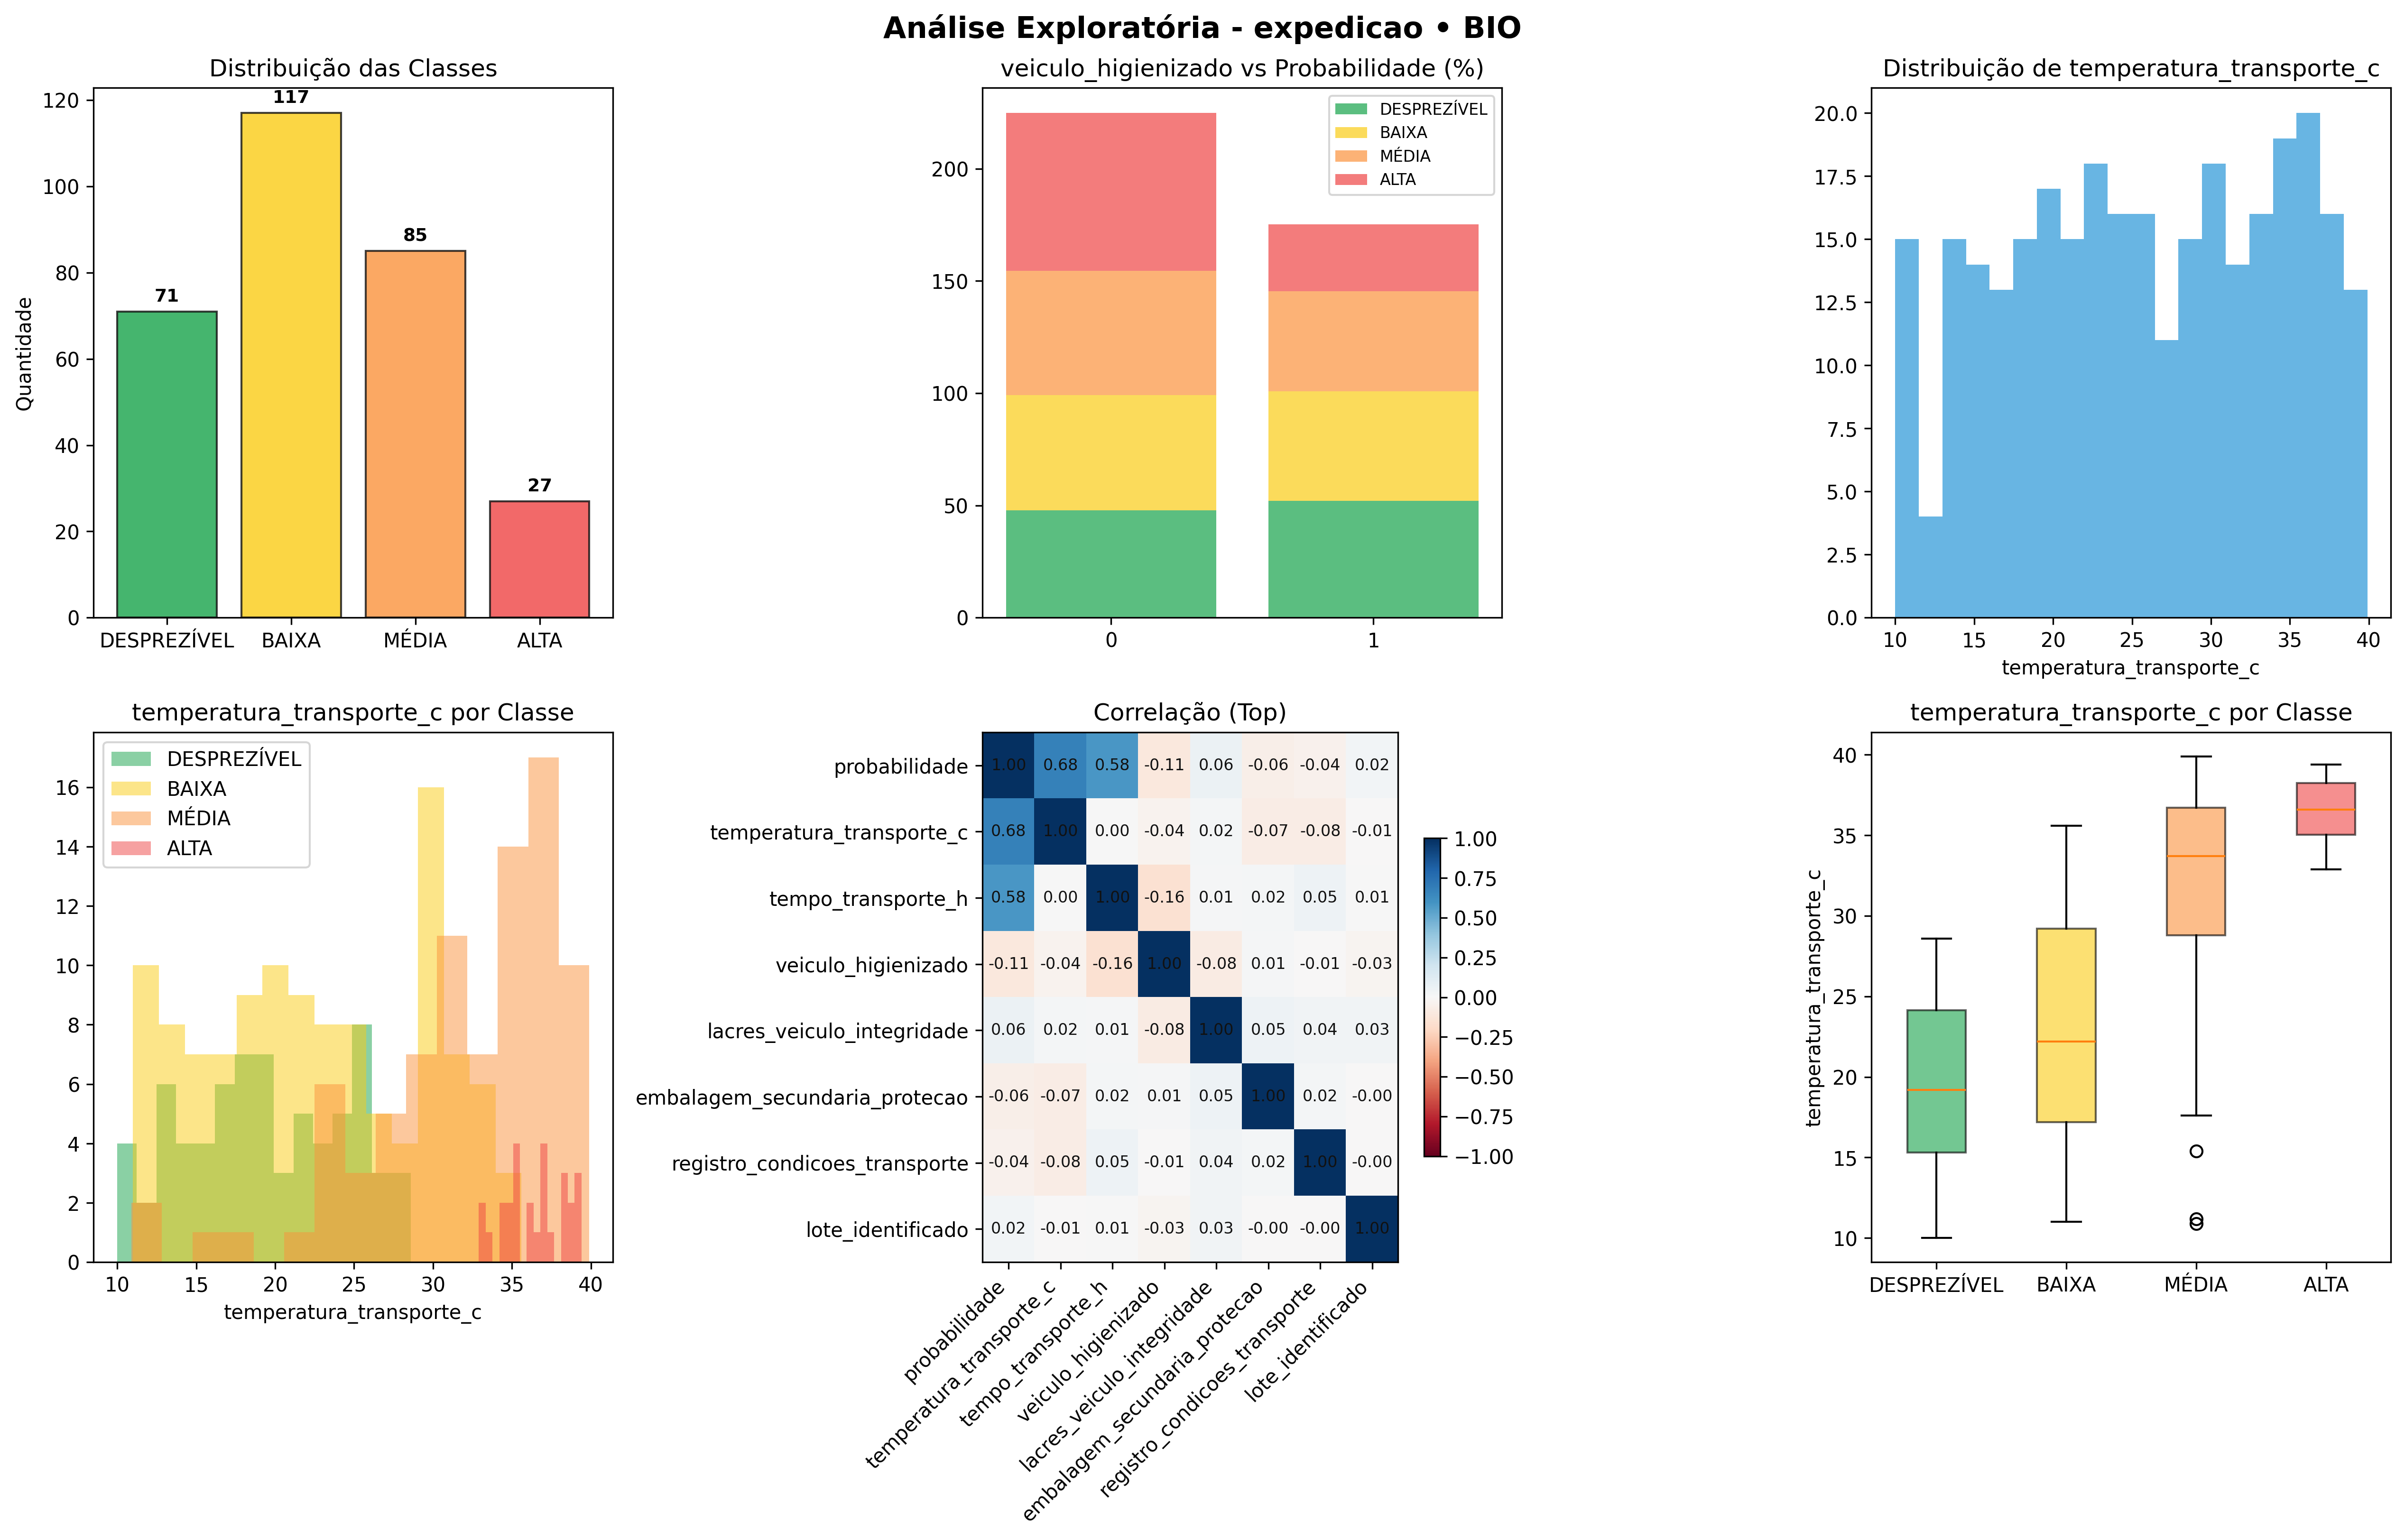 Análise Exploratória - expedicao • BIO
Distribuição das Classes
Quantidade
120
100
80
60
40
20
0
117
85
71
27
DESPREZÍVEL BAIXA MÉDIA ALTA
veiculo_higienizado vs Probabilidade (%)
DESPREZÍVEL
BAIXA
MÉDIA
ALTA
200
150
100
50
0
0 1
Distribuição de temperatura_transporte_c
20.0
17.5
15.0
12.5
10.0
7.5
5.0
2.5
0.0
10 15 20 25 30 35 40
temperatura_transporte_c
temperatura_transporte_c por Classe
DESPREZÍVEL
BAIXA
MÉDIA
ALTA
16
14
12
10
8
6
4
2
0
10 15 20 25 30 35 40
temperatura_transporte_c
Correlação (Top)
probabilidade 1.00 0.68 0.58 -0.11 0.06 -0.06 -0.04 0.02
temperatura_transporte_c 0.68 1.00 0.00 -0.04 0.02 -0.07 -0.08 -0.01
tempo_transporte_h 0.58 0.00 1.00 -0.16 0.01 0.02 0.05 0.01
veiculo_higienizado -0.11 -0.04 -0.16 1.00 -0.08 0.01 -0.01 -0.03
lacres_veiculo_integridade 0.06 0.02 0.01 -0.08 1.00 0.05 0.04 0.03
embalagem_secundaria_protecao -0.06 -0.07 0.02 0.01 0.05 1.00 0.02 -0.00
registro_condicoes_transporte -0.04 -0.08 0.05 -0.01 0.04 0.02 1.00 -0.00
lote_identificado 0.02 -0.01 0.01 -0.03 0.03 -0.00 -0.00 1.00
probabilidade
temperatura_transporte_c
tempo_transporte_h
veiculo_higienizado
lacres_veiculo_integridade
embalagem_secundaria_protecao
registro_condicoes_transporte
lote_identificado
1.00
0.75
0.50
0.25
0.00
−0.25
−0.50
−0.75
−1.00
temperatura_transporte_c por Classe
temperatura_transporte_c
40
35
30
25
20
15
10
DESPREZÍVEL BAIXA MÉDIA ALTA